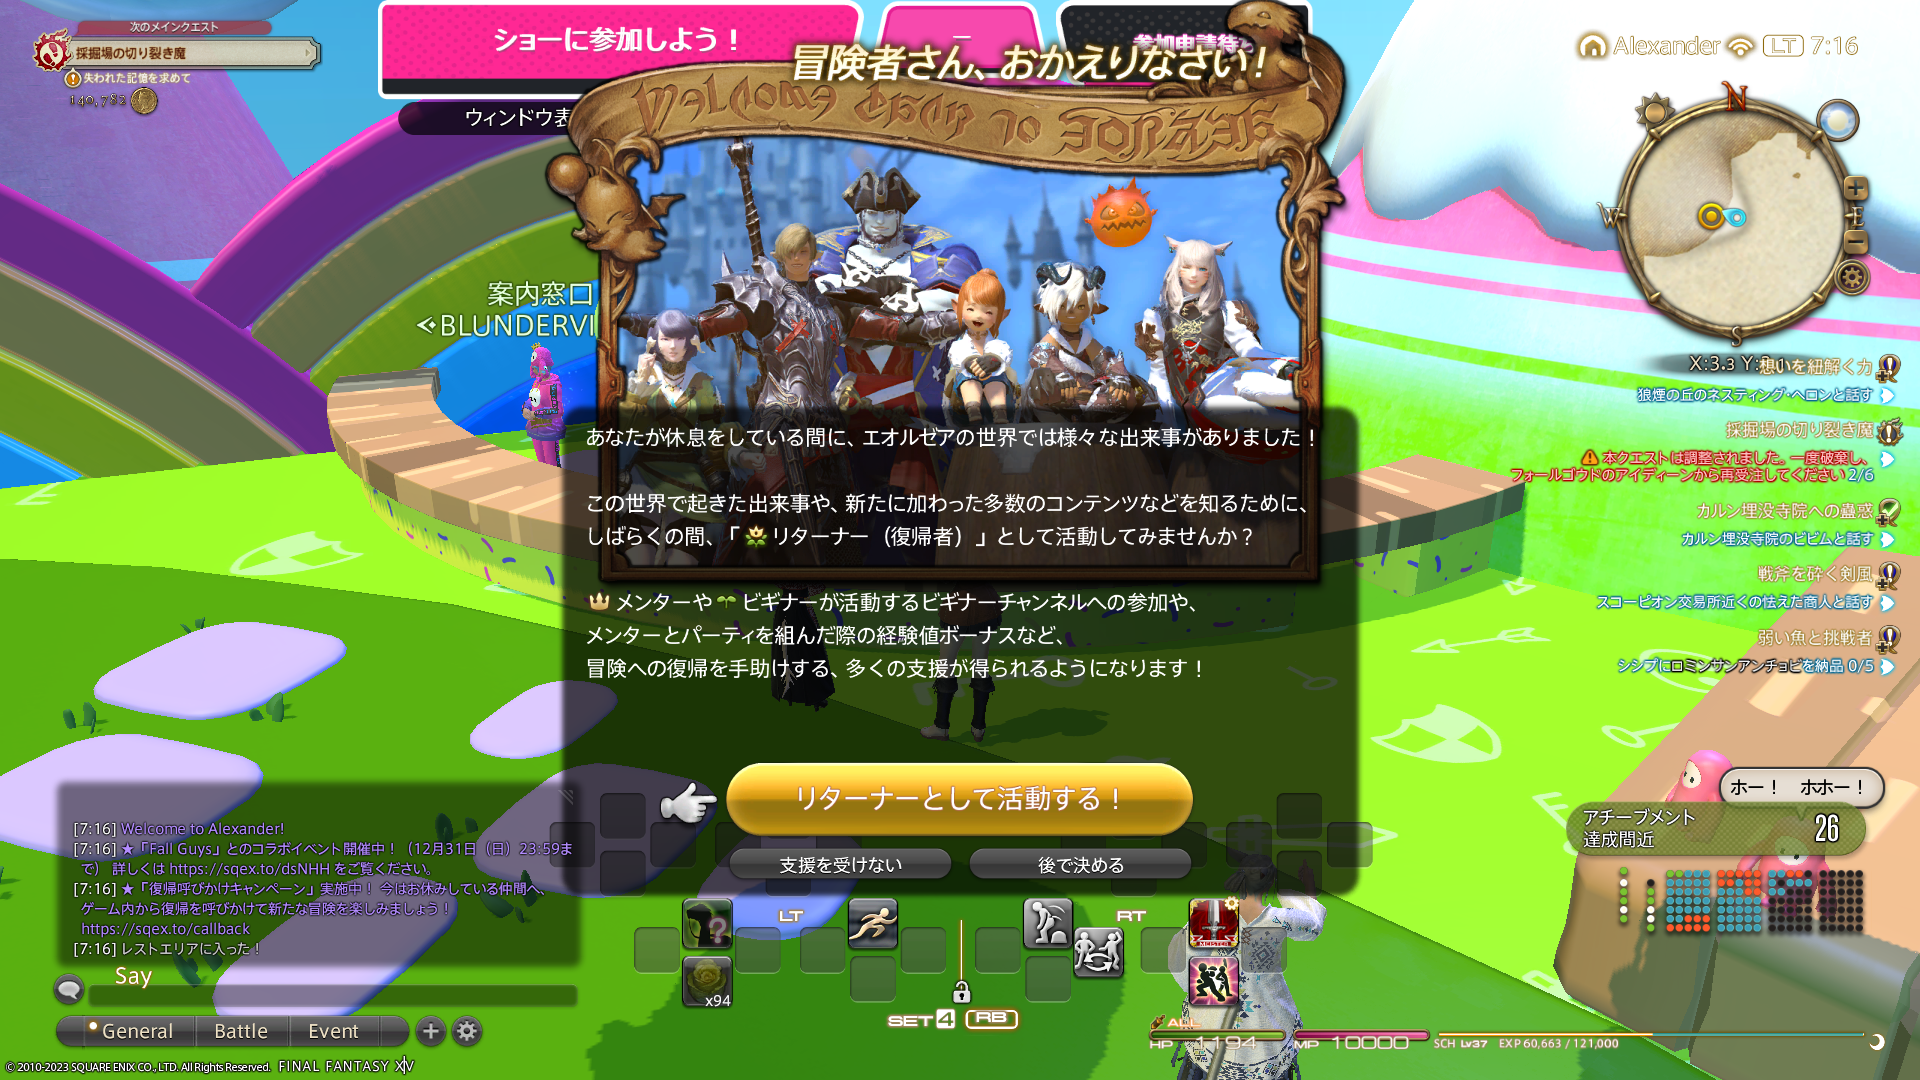 次のメインクエスト
採掘場の切り裂き魔
失われた記憶を求めて
140,782
ショーに参加しよう！
ウィンドウ表
冒険者さん、おかえりなさい！
Alexander LT 7:16
N
W
E
S
案内窓口
BLUNDERVI
X:3.3 Y:
想いを紐解く力
狼煙の丘のネスティング・ヘロンと話す
採掘場の切り裂き魔
本クエストは調整されました。一度破棄し、
フォールゴウドのアイディーンから再受注してください 2/6
カルン埋没寺院への蠱惑
カルン埋没寺院のビビムと話す
戦斧を砕く剣風
スコーピオン交易所近くの怯えた商人と話す
弱い魚と挑戦者
シシプにロミンサンアンチョビを納品 0/5
あなたが休息をしている間に、エオルゼアの世界では様々な出来事がありました！
この世界で起きた出来事や、新たに加わった多数のコンテンツなどを知るために、
しばらくの間、「リターナー（復帰者）」として活動してみませんか？
メンターやビギナーが活動するビギナーチャンネルへの参加や、
メンターとパーティを組んだ際の経験値ボーナスなど、
冒険への復帰を手助けする、多くの支援が得られるようになります！
リターナーとして活動する！
支援を受けない
後で決める
ホー！　ホホー！
アチーブメント
達成間近
26
[7:16] Welcome to Alexander!
[7:16] ★「Fall Guys」とのコラボイベント開催中！（12月31日（日）23:59ま
で） 詳しくは https://sqex.to/dsNHH をご覧ください。
[7:16] ★「復帰呼びかけキャンペーン」実施中！ 今はお休みしている仲間へ、
ゲーム内から復帰を呼びかけて新たな冒険を楽しみましょう！
https://sqex.to/callback
[7:16] レストエリアに入った！
Say
General
Battle
Event
LT
RT
x94
MEISTER
SET 4 RB
ALL
HP 1194
MP 10000
SCH Lv37 EXP 60,663 / 121,000
© 2010-2023 SQUARE ENIX CO., LTD. All Rights Reserved. FINAL FANTASY XIV